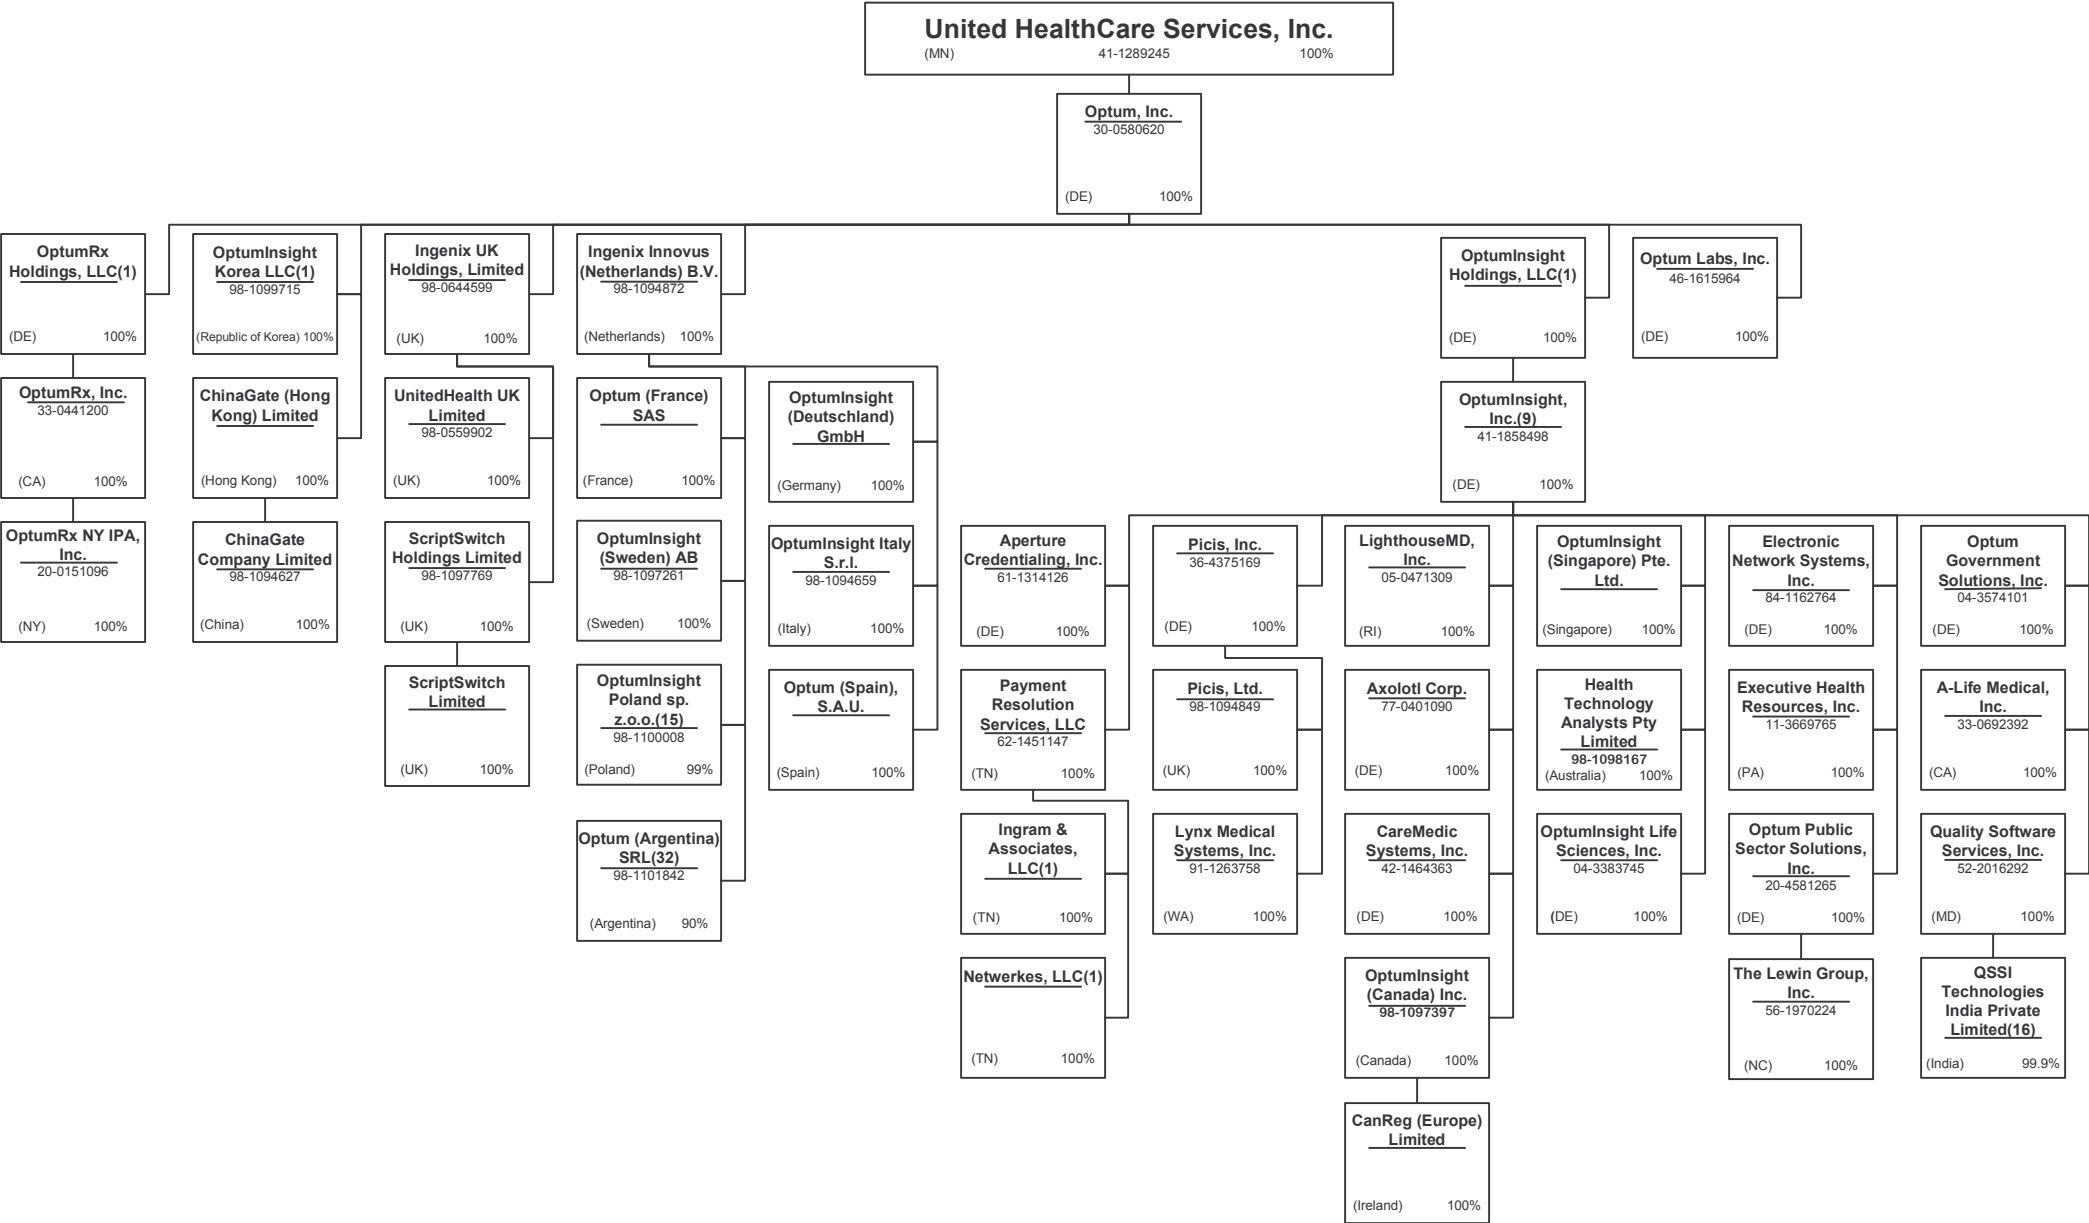 United HealthCare Services, Inc.
(MN) 41-1289245 100%
Optum, Inc.
30-0580620
(DE) 100%
OptumRx
Holdings, LLC(1)
(DE) 100%
OptumInsight
Korea LLC(1)
98-1099715
(Republic of Korea) 100%
Ingenix UK
Holdings, Limited
98-0644599
(UK) 100%
Ingenix Innovus
(Netherlands) B.V.
98-1094872
(Netherlands) 100%
OptumInsight
Holdings, LLC(1)
(DE) 100%
Optum Labs, Inc.
46-1615964
(DE) 100%
OptumRx, Inc.
33-0441200
(CA) 100%
ChinaGate (Hong
Kong) Limited
(Hong Kong) 100%
UnitedHealth UK
Limited
98-0559902
(UK) 100%
Optum (France)
SAS
(France) 100%
OptumInsight
(Deutschland)
GmbH
(Germany) 100%
OptumInsight,
Inc.(9)
41-1858498
(DE) 100%
OptumRx NY IPA,
Inc.
20-0151096
(NY) 100%
ChinaGate
Company Limited
98-1094627
(China) 100%
ScriptSwitch
Holdings Limited
98-1097769
(UK) 100%
OptumInsight
(Sweden) AB
98-1097261
(Sweden) 100%
OptumInsight Italy
S.r.l.
98-1094659
(Italy) 100%
Aperture
Credentialing, Inc.
61-1314126
(DE) 100%
Picis, Inc.
36-4375169
(DE) 100%
LighthouseMD,
Inc.
05-0471309
(RI) 100%
OptumInsight
(Singapore) Pte.
Ltd.
(Singapore) 100%
Electronic
Network Systems,
Inc.
84-1162764
(DE) 100%
Optum
Government
Solutions, Inc.
04-3574101
(DE) 100%
ScriptSwitch
Limited
(UK) 100%
OptumInsight
Poland sp.
z.o.o.(15)
98-1100008
(Poland) 99%
Optum (Spain),
S.A.U.
(Spain) 100%
Payment
Resolution
Services, LLC
62-1451147
(TN) 100%
Picis, Ltd.
98-1094849
(UK) 100%
Axolotl Corp.
77-0401090
(DE) 100%
Health
Technology
Analysts Pty
Limited
98-1098167
(Australia) 100%
Executive Health
Resources, Inc.
11-3669765
(PA) 100%
A-Life Medical,
Inc.
33-0692392
(CA) 100%
Optum (Argentina)
SRL(32)
98-1101842
(Argentina) 90%
Ingram &
Associates,
LLC(1)
(TN) 100%
Lynx Medical
Systems, Inc.
91-1263758
(WA) 100%
CareMedic
Systems, Inc.
42-1464363
(DE) 100%
OptumInsight Life
Sciences, Inc.
04-3383745
(DE) 100%
Optum Public
Sector Solutions,
Inc.
20-4581265
(DE) 100%
Quality Software
Services, Inc.
52-2016292
(MD) 100%
Netwerkes, LLC(1)
(TN) 100%
OptumInsight
(Canada) Inc.
98-1097397
(Canada) 100%
The Lewin Group,
Inc.
56-1970224
(NC) 100%
QSSI
Technologies
India Private
Limited(16)
(India) 99.9%
CanReg (Europe)
Limited
(Ireland) 100%